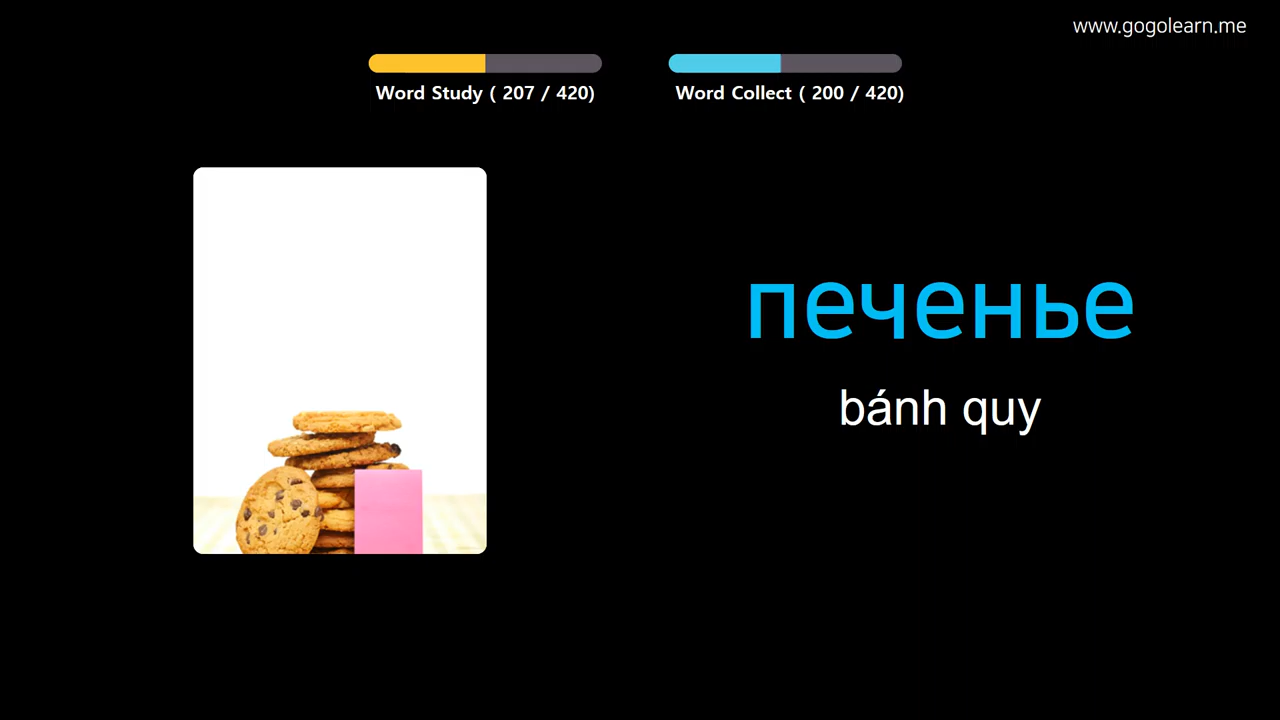 www.gogolearn.me
Word Study ( 207 / 420)
Word Collect ( 200 / 420)
печенье
bánh quy